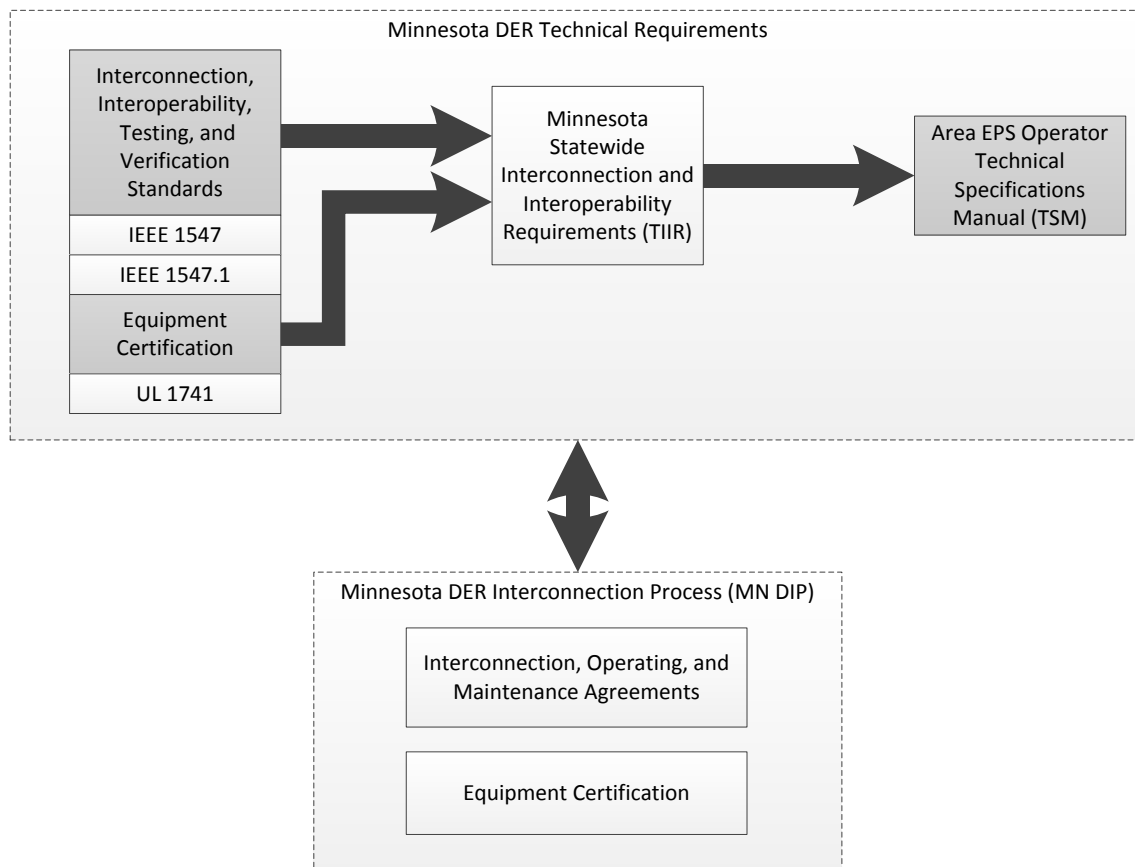 Minnesota DER Technical Requirements
Interconnection,
Interoperability,
Testing, and
Verification
Standards
IEEE 1547
IEEE 1547.1
Equipment
Certification
UL 1741
Minnesota
Statewide
Interconnection and
Interoperability
Requirements (TIIR)
Area EPS Operator
Technical
Specifications
Manual (TSM)
Minnesota DER Interconnection Process (MN DIP)
Interconnection, Operating, and
Maintenance Agreements
Equipment Certification